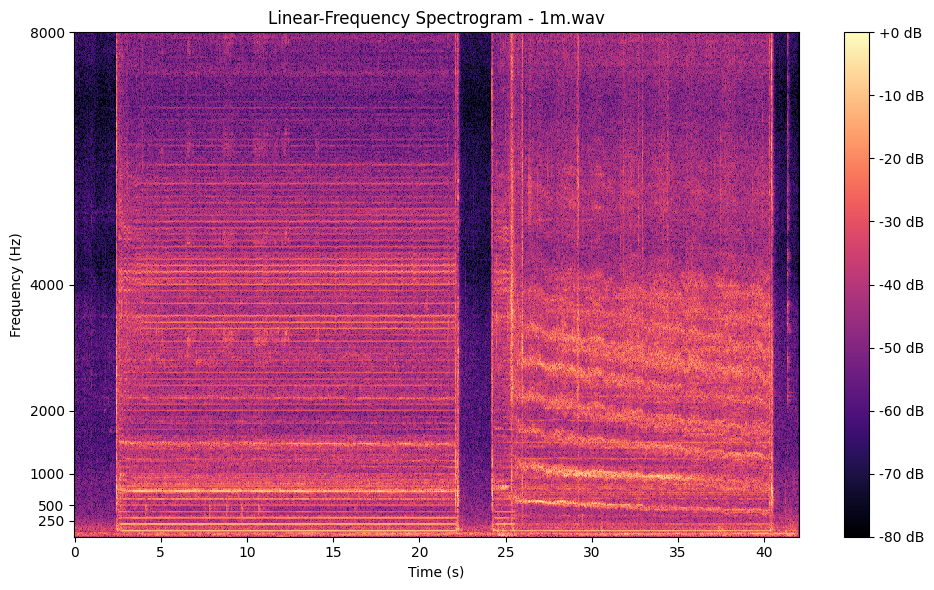 Linear-Frequency Spectrogram - 1m.wav
8000
4000
2000
1000
500
250
Frequency (Hz)
0 5 10 15 20 25 30 35 40
Time (s)
+0 dB
-10 dB
-20 dB
-30 dB
-40 dB
-50 dB
-60 dB
-70 dB
-80 dB